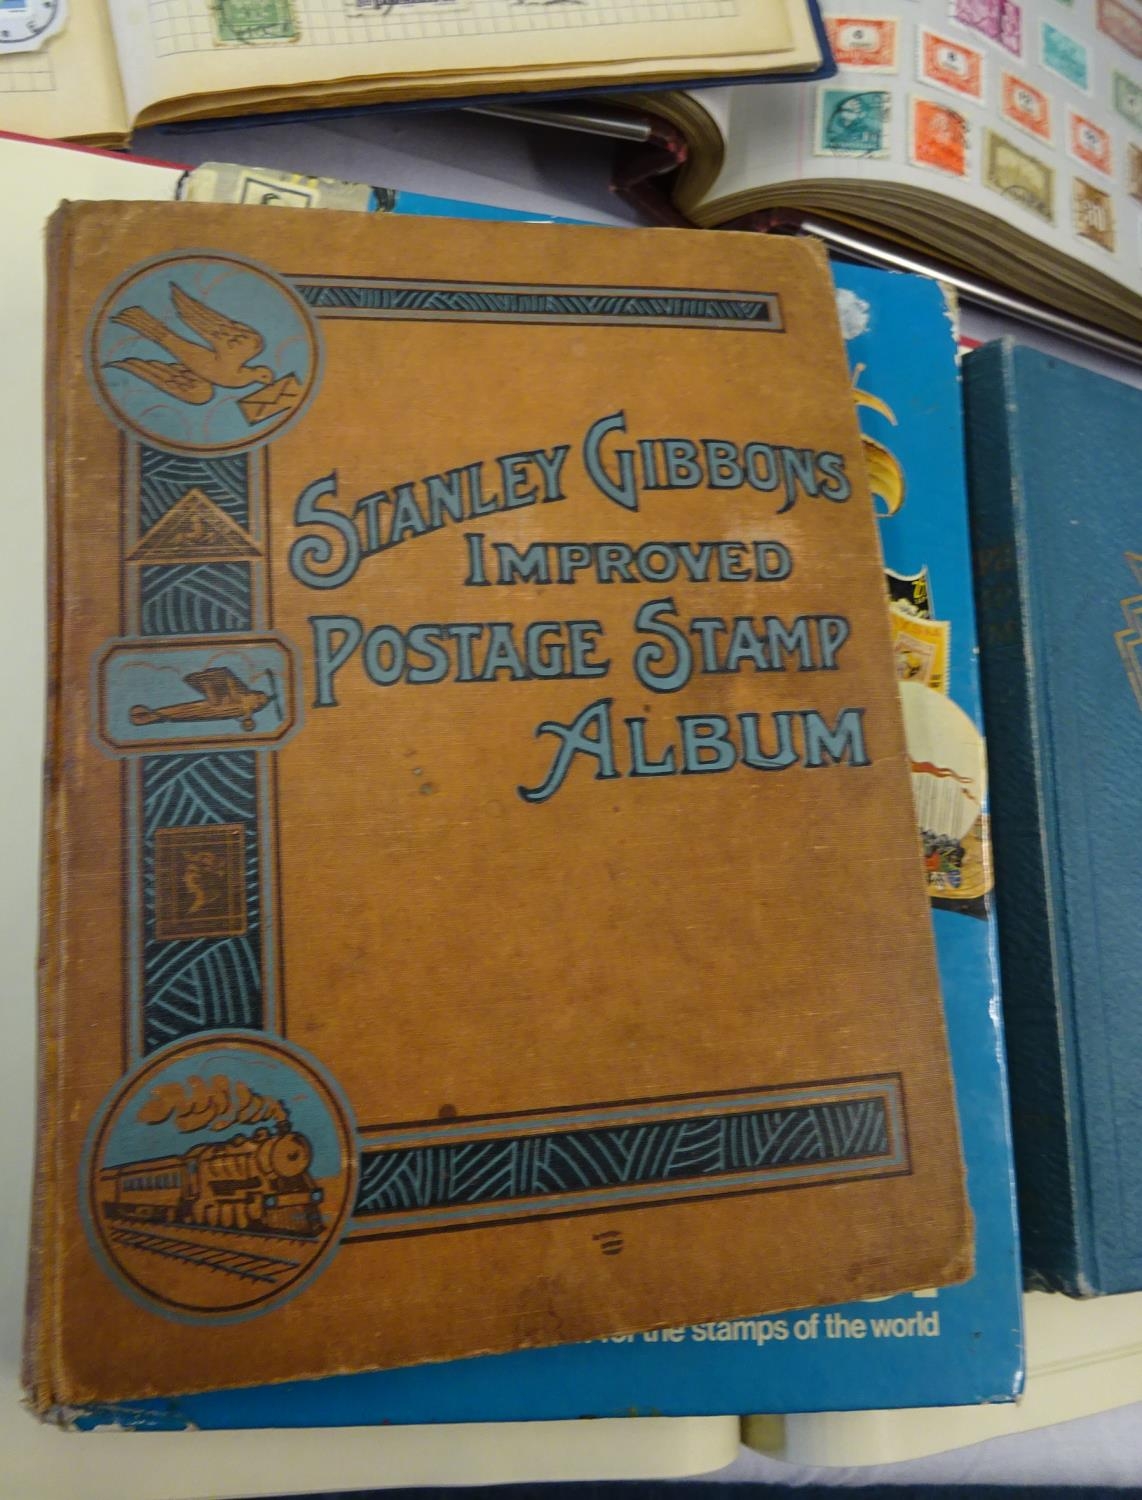 STANLEY GIBBONS
IMPROVED
POSTAGE STAMP
ALBUM
for the stamps of the world